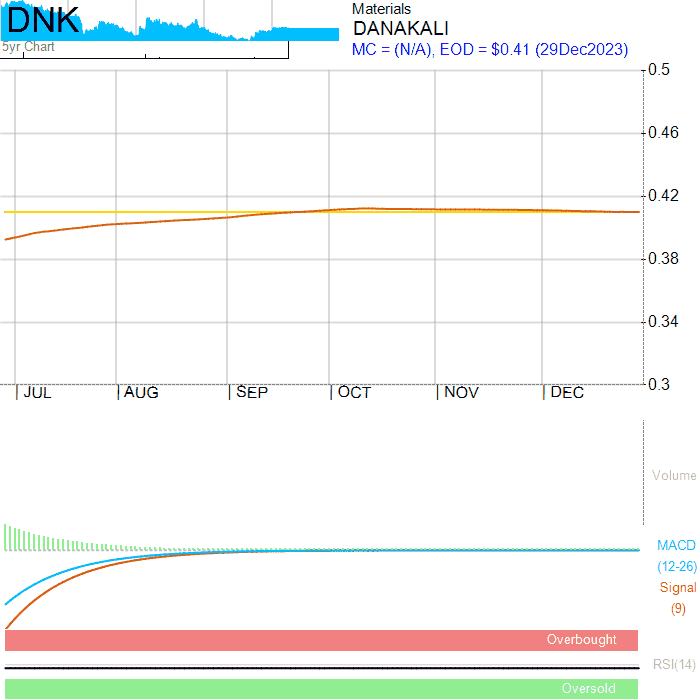 DNK
5yr Chart
Materials
DANAKALI
MC = (N/A), EOD = $0.41 (29Dec2023)
0.5
0.46
0.42
0.38
0.34
0.3
JUL AUG SEP OCT NOV DEC
Volume
MACD
(12-26)
Signal
(9)
Overbought
RSI(14)
Oversold